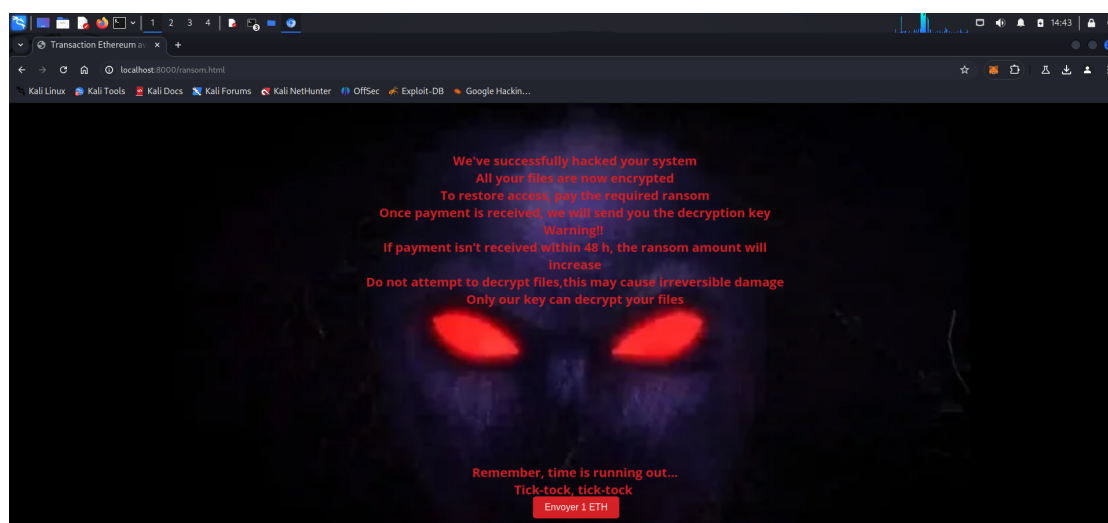 1 2 3 4
14:43
Transaction Ethereum av
localhost:8000/ransom.html
Kali Linux Kali Tools Kali Docs Kali Forums Kali NetHunter OffSec Exploit-DB Google Hackin...
We've successfully hacked your system
All your files are now encrypted
To restore access, pay the required ransom
Once payment is received, we will send you the decryption key
Warning!!
If payment isn't received within 48 h, the ransom amount will
increase
Do not attempt to decrypt files,this may cause irreversible damage
Only our key can decrypt your files
Remember, time is running out...
Tick-tock, tick-tock
Envoyer 1 ETH